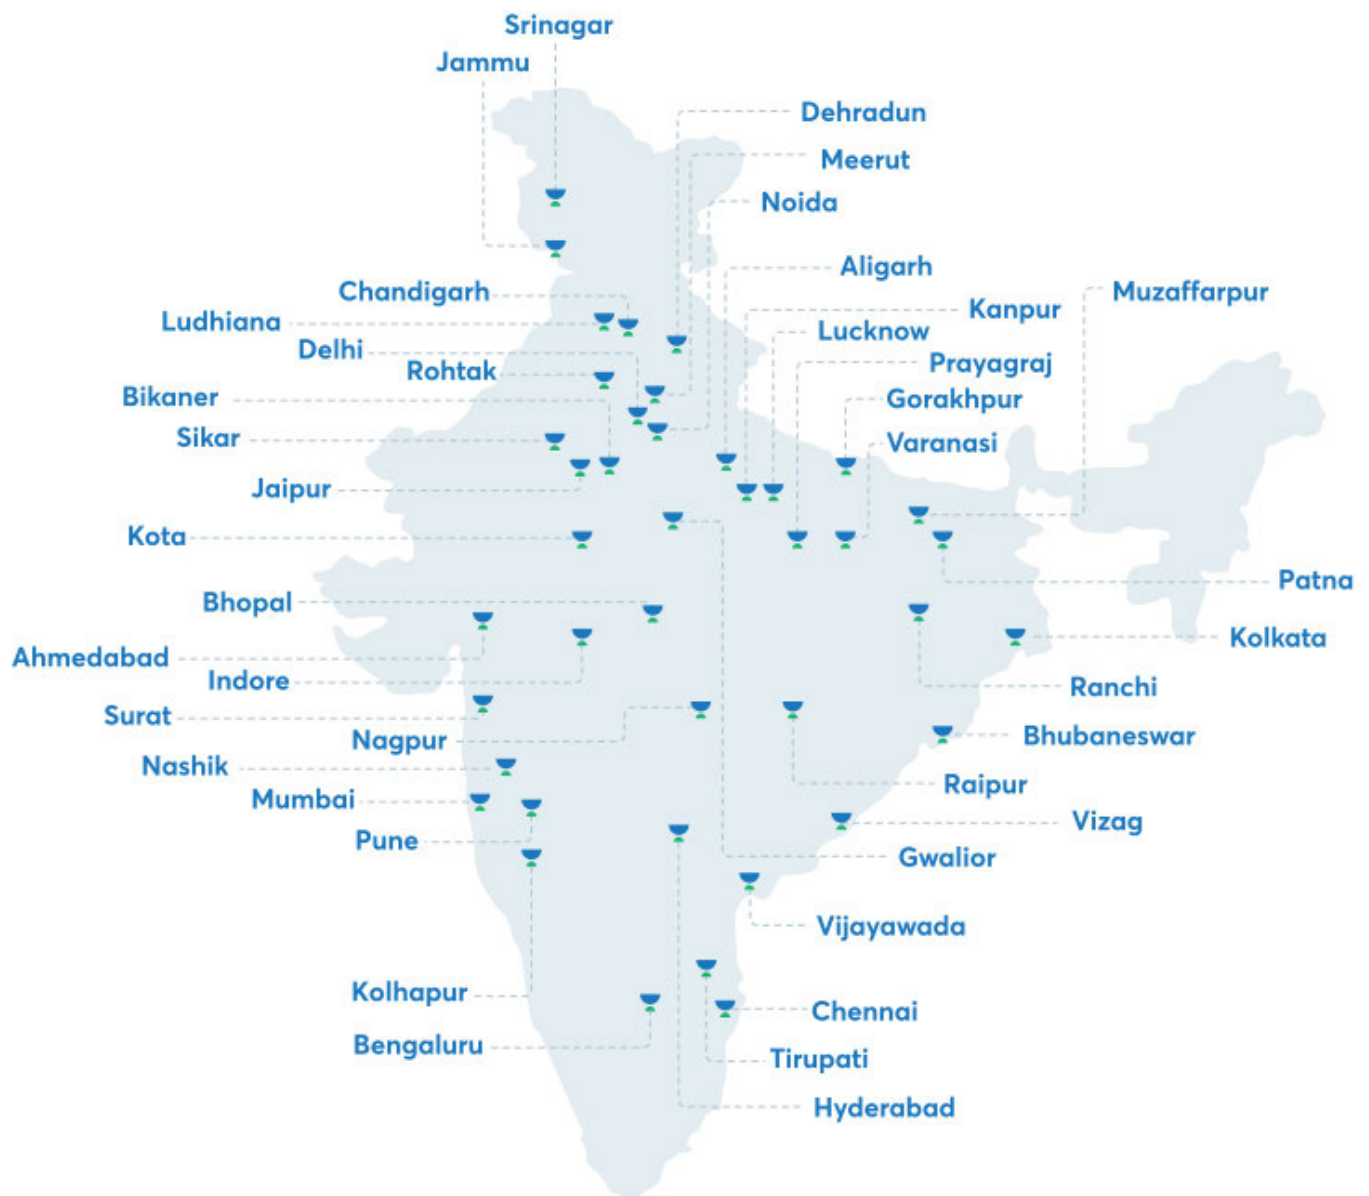 Srinagar
Jammu
Dehradun
Meerut
Noida
Aligarh
Chandigarh
Muzaffarpur
Kanpur
Ludhiana
Lucknow
Delhi
Prayagraj
Rohtak
Bikaner
Gorakhpur
Sikar
Varanasi
Jaipur
Kota
Patna
Bhopal
Kolkata
Ahmedabad
Indore
Ranchi
Surat
Bhubaneswar
Nagpur
Nashik
Raipur
Mumbai
Vizag
Pune
Gwalior
Vijayawada
Kolhapur
Chennai
Bengaluru
Tirupati
Hyderabad